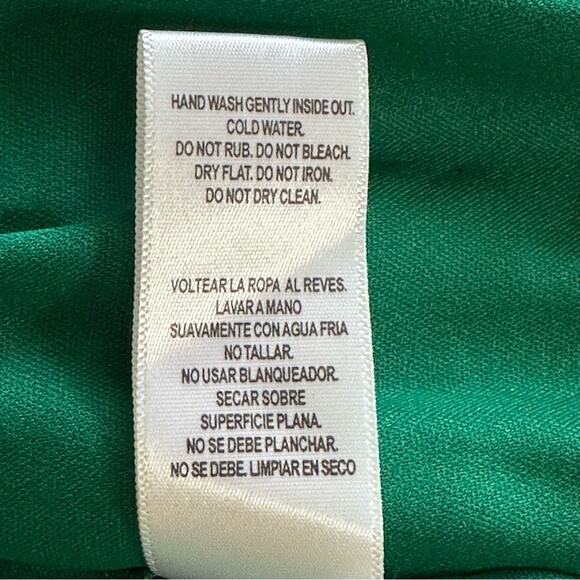 HAND WASH GENTLY INSIDE OUT.
COLD WATER.
DO NOT RUB. DO NOT BLEACH.
DRY FLAT. DO NOT IRON.
DO NOT DRY CLEAN.
VOLTEAR LA ROPA AL REVES.
LAVAR A MANO
SUAVAMENTE CON AGUA FRIA
NO TALLAR.
NO USAR BLANQUEADOR.
SECAR SOBRE
SUPERFICIE PLANA.
NO SE DEBE PLANCHAR.
NO SE DEBE. LIMPIAR EN SECO